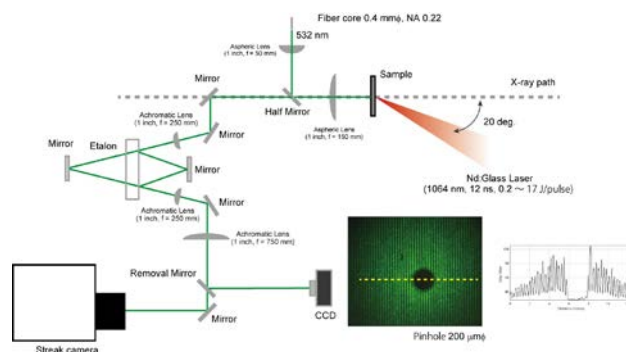 Fiber core 0.4 mmφ, NA 0.22
532 nm
Aspheric Lens
(1 inch, f = 50 mm)
Sample
Mirror
X-ray path
Half Mirror
Achromatic Lens
(1 inch, f = 250 mm)
Mirror
Aspheric Lens
(1 inch, f = 150 mm)
20 deg.
Etalon
Mirror
Mirror
Nd:Glass Laser
(1064 nm, 12 ns, 0.2 ~ 17 J/pulse)
Achromatic Lens
(1 inch, f = 250 mm)
Mirror
Achromatic Lens
(1 inch, f = 750 mm)
Removal Mirror
Mirror
CCD
Pinhole 200 μmφ
Streak camera